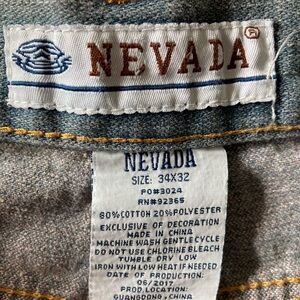 NEVADA®
NEVADA
SIZE: 34X32
PO#3024
RN#92365
80%COTTON 20%POLYESTER
EXCLUSIVE OF DECORATION
MADE IN CHINA
MACHINE WASH GENTLE CYCLE
DO NOT USE CHLORINE BLEACH
TUMBLE DRY LOW
IRON WITH LOW HEAT IF NEEDED
DATE OF PRODUCTION:
06/2017
PROD.LOCATION:
GUANGDONG, CHINA